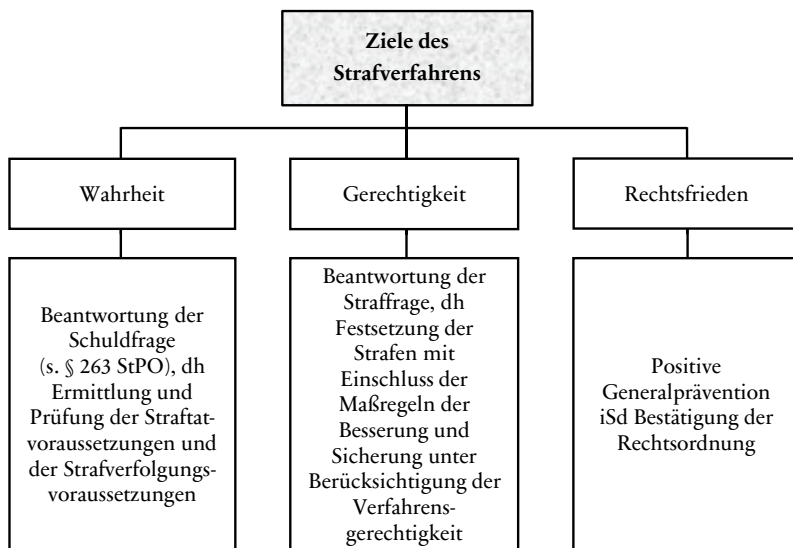 Ziele des
Strafverfahrens
Wahrheit
Gerechtigkeit
Rechtsfrieden
Beantwortung der
Schuldfrage
(s. § 263 StPO), dh
Ermittlung und
Prüfung der Straftat-
voraussetzungen und
der Strafverfolgungs-
voraussetzungen
Beantwortung der
Straffrage, dh
Festsetzung der
Strafen mit
Einschluss der
Maßregeln der
Besserung und
Sicherung unter
Berücksichtigung der
Verfahrens-
gerechtigkeit
Positive
Generalprävention
iSd Bestätigung der
Rechtsordnung